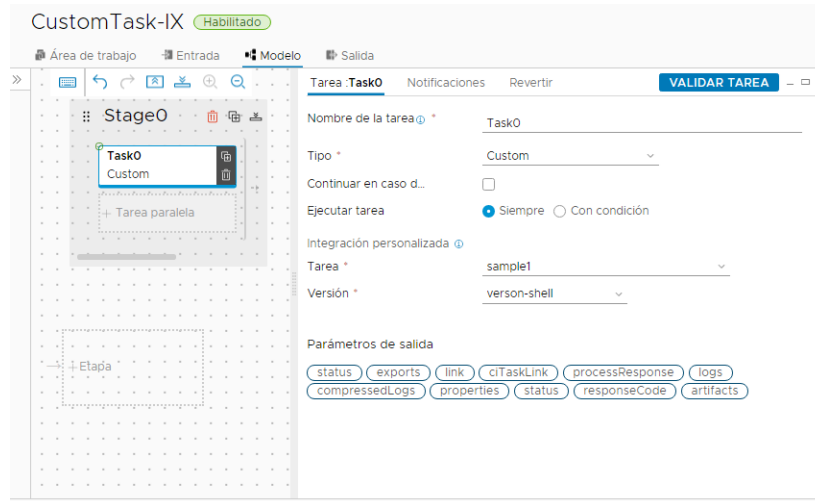 CustomTask-IX Habilitado
Área de trabajo Entrada Modelo Salida
Tarea :Task0 Notificaciones Revertir VALIDAR TAREA
Stage0
Task0
Custom
+ Tarea paralela
+ Etapa
Nombre de la tarea * Task0
Tipo * Custom
Continuar en caso d...
Ejecutar tarea Siempre Con condición
Integración personalizada
Tarea * sample1
Versión * verson-shell
Parámetros de salida
status exports link ciTaskLink processResponse logs
compressedLogs properties status responseCode artifacts